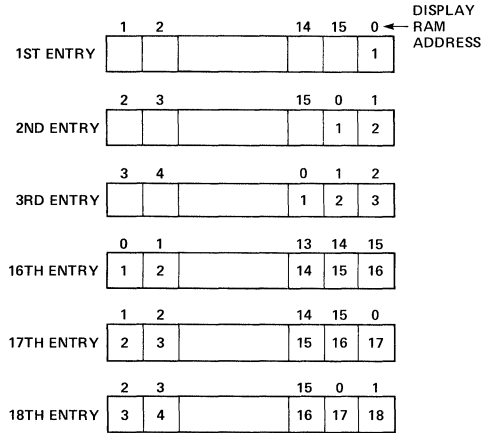 DISPLAY
1 2 14 15 0 RAM
ADDRESS
1ST ENTRY 1
2 3 15 0 1
2ND ENTRY 1 2
3 4 0 1 2
3RD ENTRY 1 2 3
0 1 13 14 15
16TH ENTRY 1 2 14 15 16
1 2 14 15 0
17TH ENTRY 2 3 15 16 17
2 3 15 0 1
18TH ENTRY 3 4 16 17 18